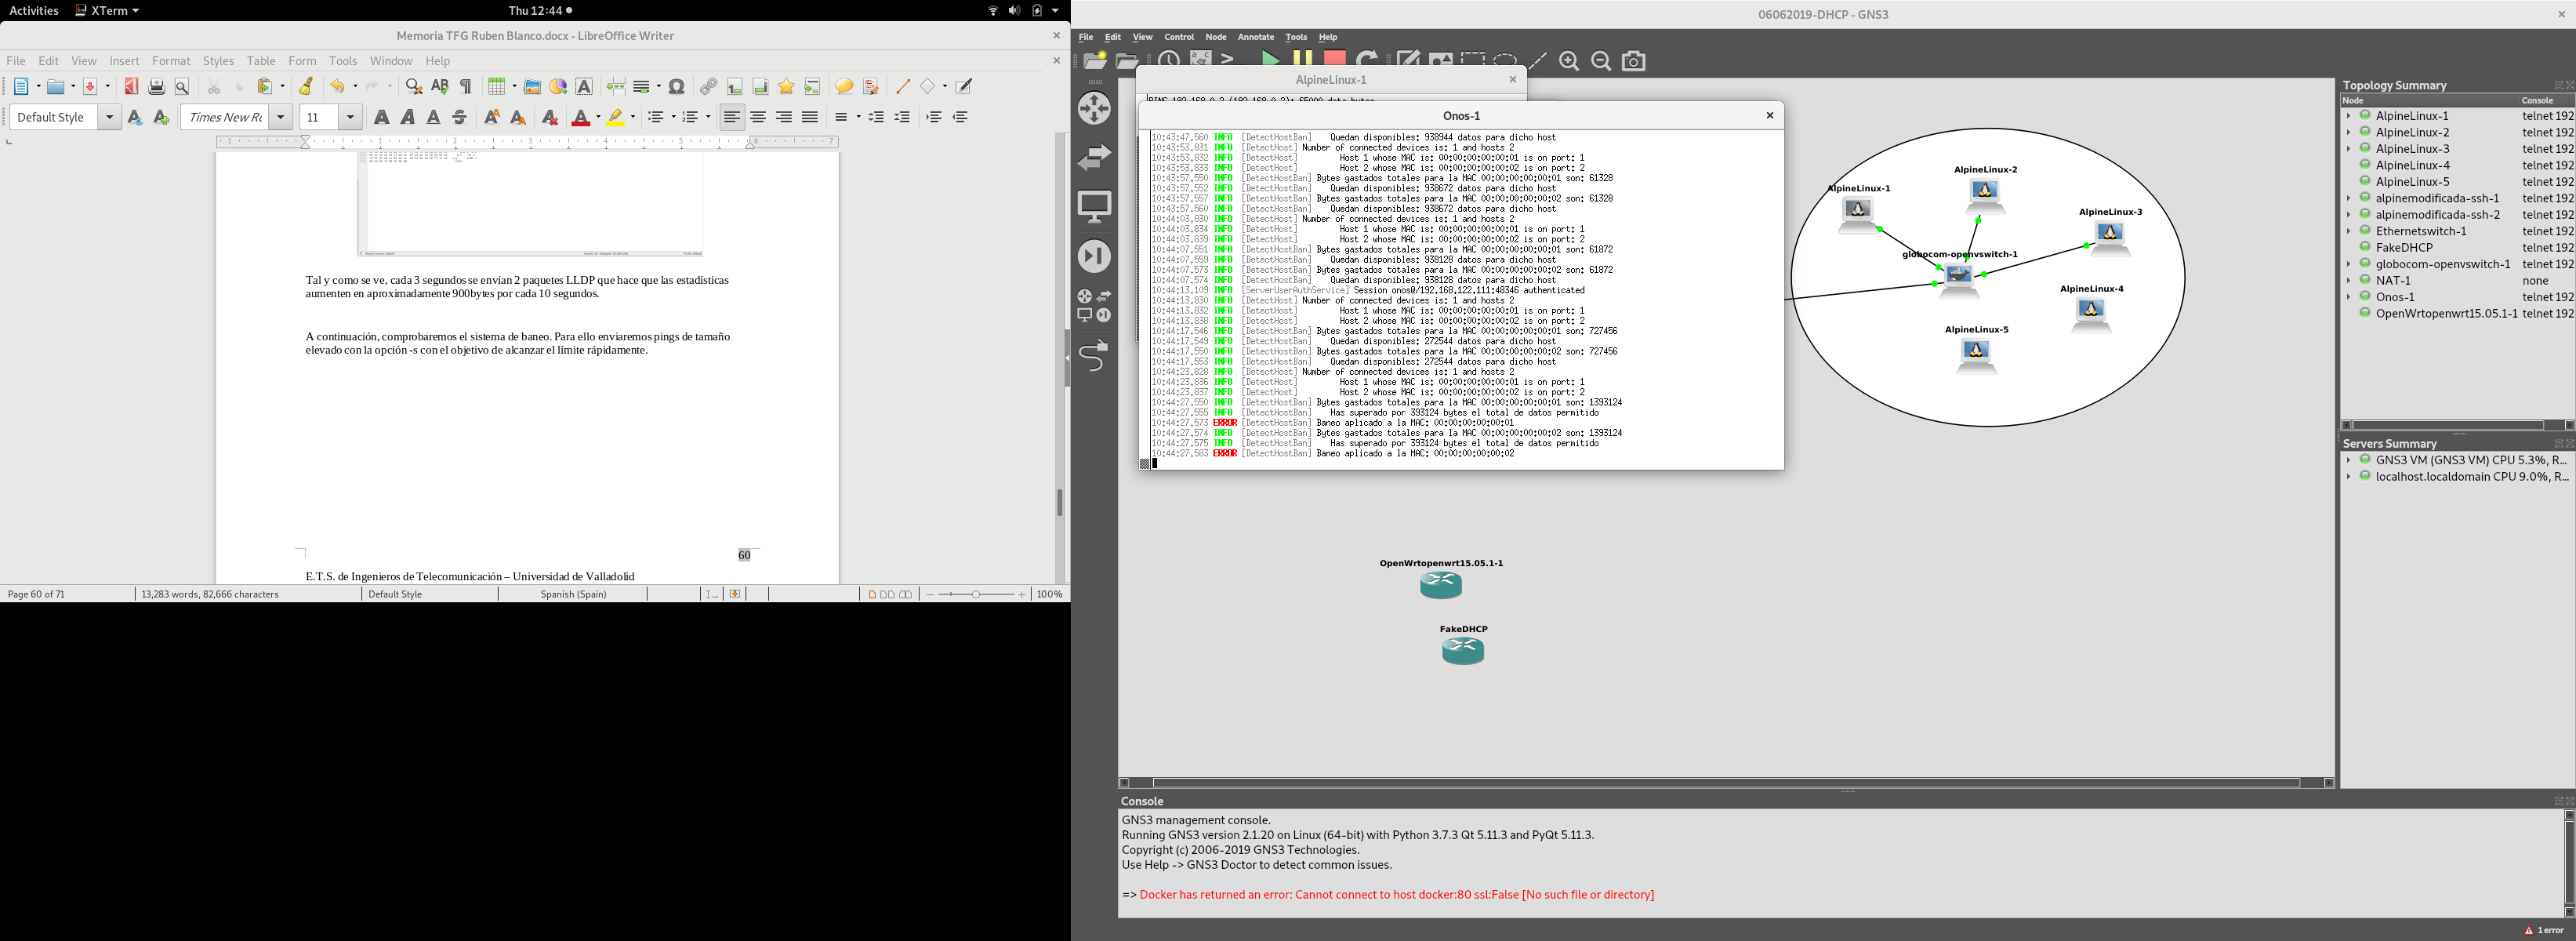 Activities
XTerm
Thu 12:44
Memoria TFG Ruben Blanco.docx - LibreOffice Writer
File Edit View Insert Format Styles Table Form Tools Window Help
Default Style
Times New Ro
11
1 1 2 3 4 5 6 7
Tal y como se ve, cada 3 segundos se envían 2 paquetes LLDP que hace que las estadísticas
aumenten en aproximadamente 900bytes por cada 10 segundos.
A continuación, comprobaremos el sistema de baneo. Para ello enviaremos pings de tamaño
elevado con la opción -s con el objetivo de alcanzar el límite rápidamente.
60
E.T.S. de Ingenieros de Telecomunicación – Universidad de Valladolid
Page 60 of 71
13,283 words, 82,666 characters
Default Style
Spanish (Spain)
100%
06062019-DHCP - GNS3
File Edit View Control Node Annotate Tools Help
AlpineLinux-1
PING 192.168.0.2 (192.168.0.2): 65000 data bytes
Onos-1
10:43:47.560 INFO [DetectHostBan] Quedan disponibles: 938944 datos para dicho host
10:43:53.831 INFO [DetectHost] Number of connected devices is: 1 and hosts 2
10:43:53.832 INFO [DetectHost] Host 1 whose MAC is: 00:00:00:00:00:01 is on port: 1
10:43:53.833 INFO [DetectHost] Host 2 whose MAC is: 00:00:00:00:00:02 is on port: 2
10:43:57.550 INFO [DetectHostBan] Bytes gastados totales para la MAC 00:00:00:00:00:01 son: 61328
10:43:57.552 INFO [DetectHostBan] Quedan disponibles: 938672 datos para dicho host
10:43:57.557 INFO [DetectHostBan] Bytes gastados totales para la MAC 00:00:00:00:00:02 son: 61328
10:43:57.560 INFO [DetectHostBan] Quedan disponibles: 938672 datos para dicho host
10:44:03.830 INFO [DetectHost] Number of connected devices is: 1 and hosts 2
10:44:03.834 INFO [DetectHost] Host 1 whose MAC is: 00:00:00:00:00:01 is on port: 1
10:44:03.839 INFO [DetectHost] Host 2 whose MAC is: 00:00:00:00:00:02 is on port: 2
10:44:07.551 INFO [DetectHostBan] Bytes gastados totales para la MAC 00:00:00:00:00:01 son: 61872
10:44:07.559 INFO [DetectHostBan] Quedan disponibles: 938128 datos para dicho host
10:44:07.573 INFO [DetectHostBan] Bytes gastados totales para la MAC 00:00:00:00:00:02 son: 61872
10:44:07.574 INFO [DetectHostBan] Quedan disponibles: 938128 datos para dicho host
10:44:13.109 INFO [ServerUserAuthService] Session onos@/192.168.122.111:48346 authenticated
10:44:13.830 INFO [DetectHost] Number of connected devices is: 1 and hosts 2
10:44:13.832 INFO [DetectHost] Host 1 whose MAC is: 00:00:00:00:00:01 is on port: 1
10:44:13.838 INFO [DetectHost] Host 2 whose MAC is: 00:00:00:00:00:02 is on port: 2
10:44:17.546 INFO [DetectHostBan] Bytes gastados totales para la MAC 00:00:00:00:00:01 son: 727456
10:44:17.549 INFO [DetectHostBan] Quedan disponibles: 272544 datos para dicho host
10:44:17.550 INFO [DetectHostBan] Bytes gastados totales para la MAC 00:00:00:00:00:02 son: 727456
10:44:17.553 INFO [DetectHostBan] Quedan disponibles: 272544 datos para dicho host
10:44:23.828 INFO [DetectHost] Number of connected devices is: 1 and hosts 2
10:44:23.836 INFO [DetectHost] Host 1 whose MAC is: 00:00:00:00:00:01 is on port: 1
10:44:23.837 INFO [DetectHost] Host 2 whose MAC is: 00:00:00:00:00:02 is on port: 2
10:44:27.550 INFO [DetectHostBan] Bytes gastados totales para la MAC 00:00:00:00:00:01 son: 1393124
10:44:27.555 INFO [DetectHostBan] Has superado por 393124 bytes el total de datos permitido
10:44:27.573 ERROR [DetectHostBan] Baneo aplicado a la MAC: 00:00:00:00:00:01
10:44:27.574 INFO [DetectHostBan] Bytes gastados totales para la MAC 00:00:00:00:00:02 son: 1393124
10:44:27.575 INFO [DetectHostBan] Has superado por 393124 bytes el total de datos permitido
10:44:27.583 ERROR [DetectHostBan] Baneo aplicado a la MAC: 00:00:00:00:00:02
AlpineLinux-1
AlpineLinux-2
AlpineLinux-3
globocom-openvswitch-1
AlpineLinux-4
AlpineLinux-5
OpenWrtopenwrt15.05.1-1
FakeDHCP
Topology Summary
Node Console
AlpineLinux-1 telnet 192
AlpineLinux-2 telnet 192
AlpineLinux-3 telnet 192
AlpineLinux-4 telnet 192
AlpineLinux-5 telnet 192
alpinemodificada-ssh-1 telnet 192
alpinemodificada-ssh-2 telnet 192
Ethernetswitch-1 telnet 192
FakeDHCP telnet 192
globocom-openvswitch-1 telnet 192
NAT-1 none
Onos-1 telnet 192
OpenWrtopenwrt15.05.1-1 telnet 192
Servers Summary
GNS3 VM (GNS3 VM) CPU 5.3%, R...
localhost.localdomain CPU 9.0%, R...
Console
GNS3 management console.
Running GNS3 version 2.1.20 on Linux (64-bit) with Python 3.7.3 Qt 5.11.3 and PyQt 5.11.3.
Copyright (c) 2006-2019 GNS3 Technologies.
Use Help -> GNS3 Doctor to detect common issues.
=> Docker has returned an error: Cannot connect to host docker:80 ssl:False [No such file or directory]
1 error